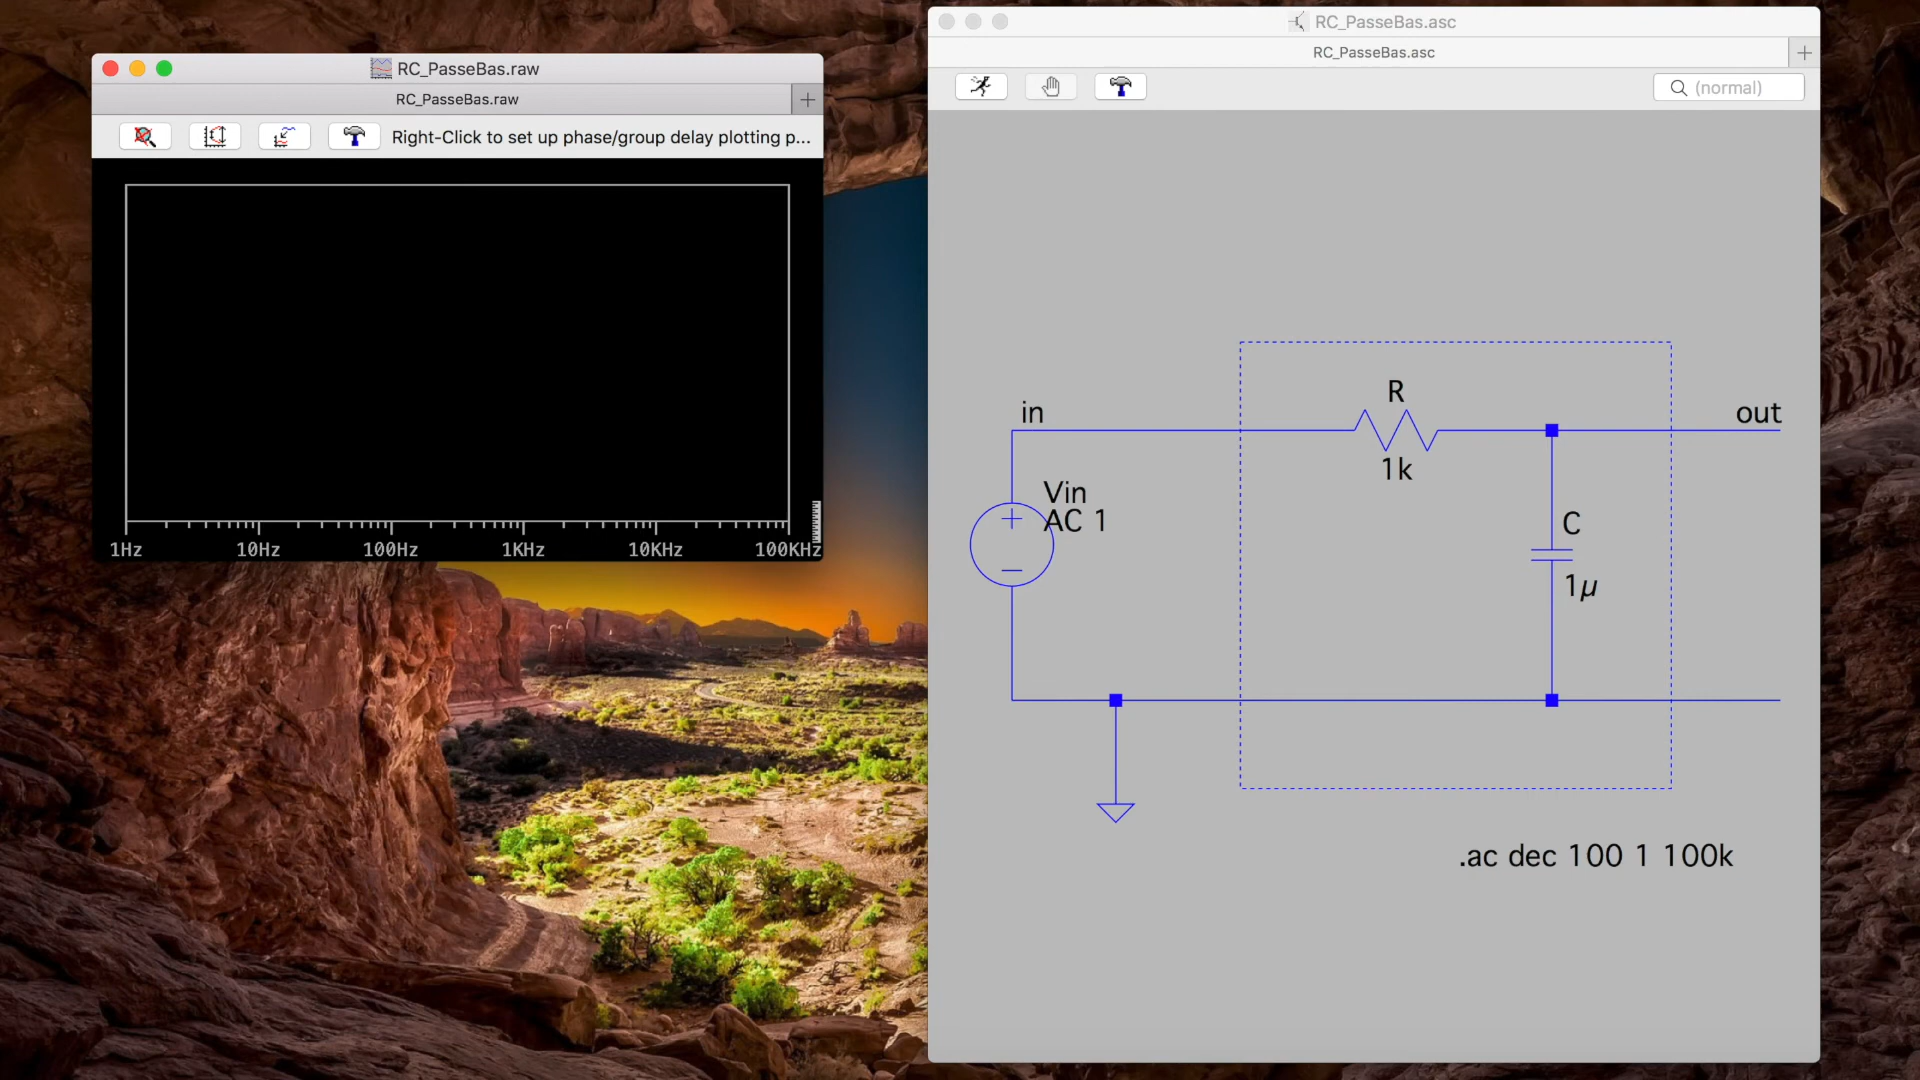 RC_PasseBas.raw
RC_PasseBas.raw
Right-Click to set up phase/group delay plotting p...
1Hz 10Hz 100Hz 1KHz 10KHz 100KHz
RC_PasseBas.asc
RC_PasseBas.asc
(normal)
in
R
1k
out
Vin
AC 1
C
1µ
.ac dec 100 1 100k